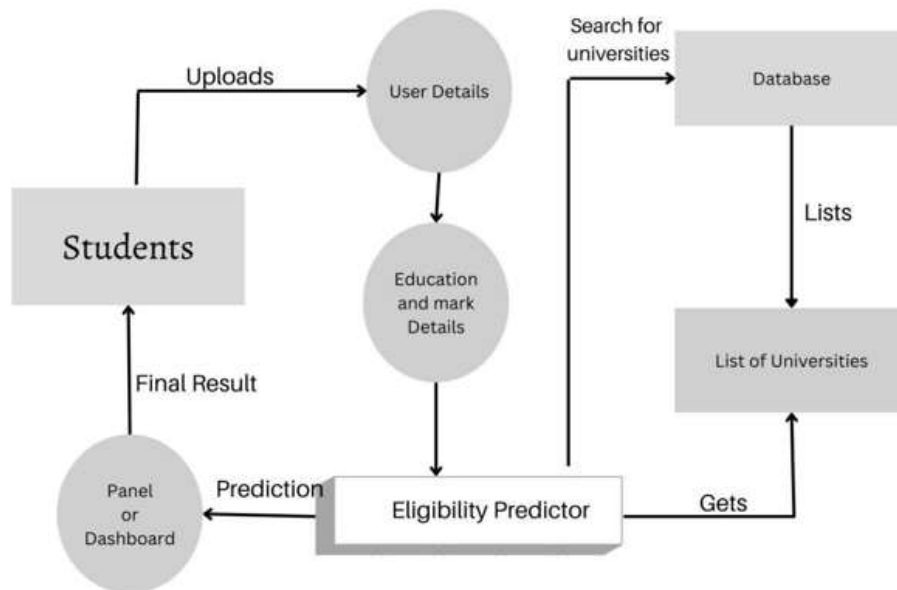 Search for
universities
Uploads
User Details
Database
Students
Lists
Education
and mark
Details
List of Universities
Final Result
Panel
or
Dashboard
Prediction
Eligibility Predictor
Gets